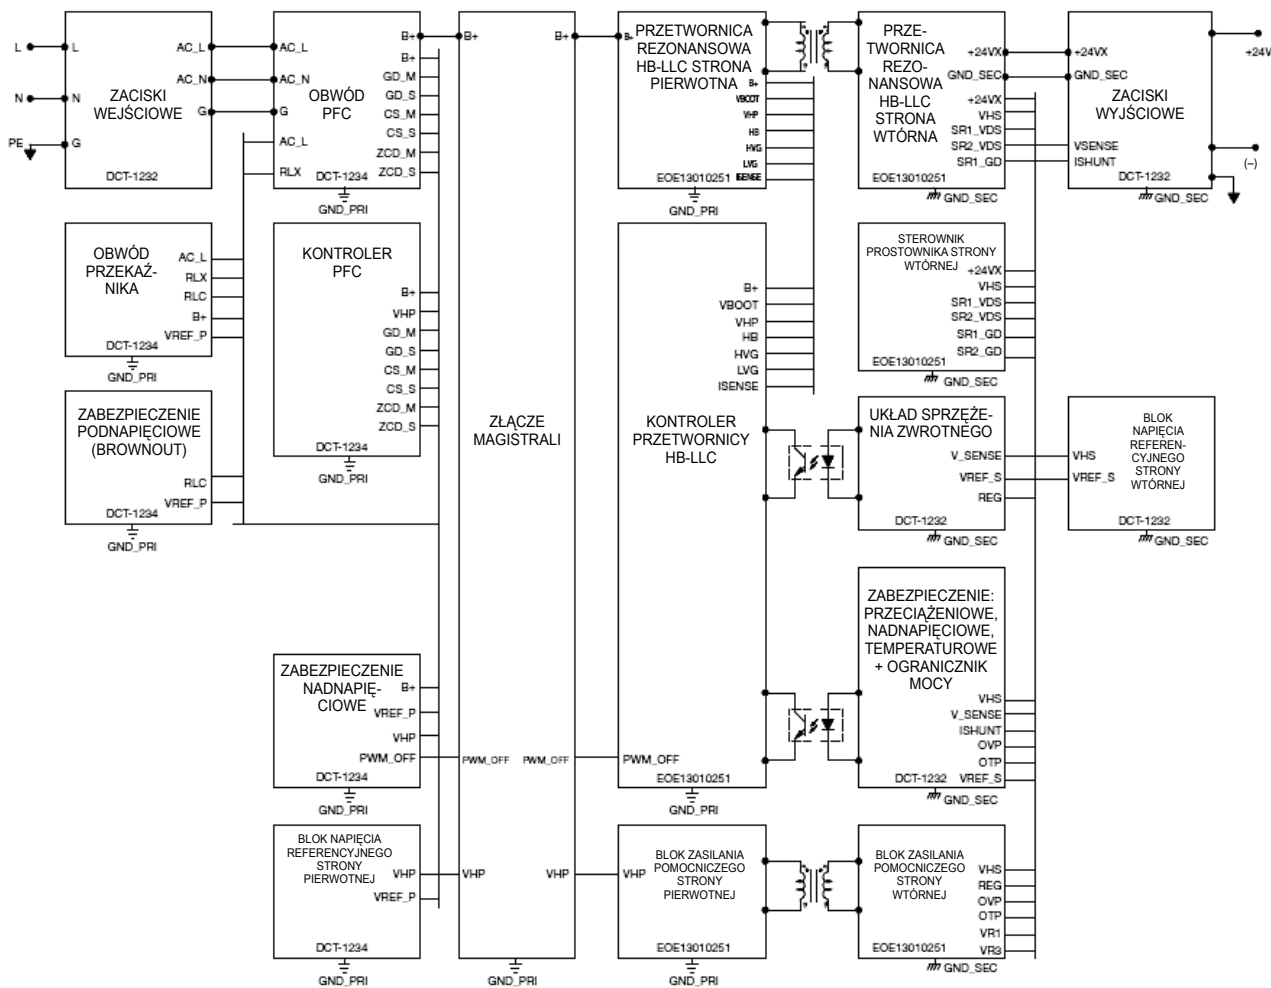 L
L
N
N
PE
G
ZACISKI
WEJŚCIOWE
AC_L
AC_N
G
DCT-1232
AC_L
AC_N
G
AC_L
RLX
OBWÓD
PFC
B+
B+
GD_M
GD_S
CS_M
CS_S
ZCD_M
ZCD_S
DCT-1234
GND_PRI
B+
B+
ZŁĄCZE
MAGISTRALI
PWM_OFF
PWM_OFF
VHP
VHP
GND_PRI
B+
PRZETWORNICA
REZONANSOWA
HB-LLC STRONA
PIERWOTNA
B+
VBOOT
VHP
HB
HVG
LVG
ISENSE
EOE13010251
GND_PRI
PRZE-
TWORNICA
REZO-
NANSOWA
HB-LLC
STRONA
WTÓRNA
+24VX
GND_SEC
+24VX
VHS
SR1_VDS
SR2_VDS
SR1_GD
EOE13010251
GND_SEC
+24VX
GND_SEC
ZACISKI
WYJŚCIOWE
VSENSE
ISHUNT
DCT-1232
GND_SEC
+24V
(–)
OBWÓD
PRZEKAŹ-
NIKA
AC_L
RLX
RLC
B+
VREF_P
DCT-1234
GND_PRI
KONTROLER
PFC
B+
VHP
GD_M
GD_S
CS_M
CS_S
ZCD_M
ZCD_S
DCT-1234
GND_PRI
B+
VBOOT
VHP
HB
HVG
LVG
ISENSE
KONTROLER
PRZETWORNICY
HB-LLC
PWM_OFF
EOE13010251
GND_PRI
STEROWNIK
PROSTOWNIKA STRONY
WTÓRNEJ
+24VX
VHS
SR1_VDS
SR2_VDS
SR1_GD
SR2_GD
EOE13010251
GND_SEC
ZABEZPIECZENIE
PODNAPIĘCIOWE
(BROWNOUT)
RLC
VREF_P
DCT-1234
GND_PRI
UKŁAD SPRZĘŻE-
NIA ZWROTNEGO
V_SENSE
VREF_S
REG
DCT-1232
GND_SEC
BLOK
NAPIĘCIA
REFEREN-
CYJNEGO
STRONY
WTÓRNEJ
VHS
VREF_S
DCT-1232
GND_SEC
ZABEZPIECZENIE
NADNAPIĘ-
CIOWE
B+
VREF_P
VHP
PWM_OFF
DCT-1234
GND_PRI
ZABEZPIECZENIE:
PRZECIĄŻENIOWE,
NADNAPIĘCIOWE,
TEMPERATUROWE
+ OGRANICZNIK
MOCY
VHS
V_SENSE
ISHUNT
OVP
OTP
DCT-1232
VREF_S
GND_SEC
BLOK NAPIĘCIA
REFERENCYJNEGO
STRONY
PIERWOTNEJ
VHP
VREF_P
DCT-1234
GND_PRI
VHP
BLOK ZASILANIA
POMOCNICZEGO
STRONY
PIERWOTNEJ
EOE13010251
GND_PRI
BLOK ZASILANIA
POMOCNICZEGO
STRONY
WTÓRNEJ
VHS
REG
OVP
OTP
VR1
VR3
EOE13010251
GND_SEC